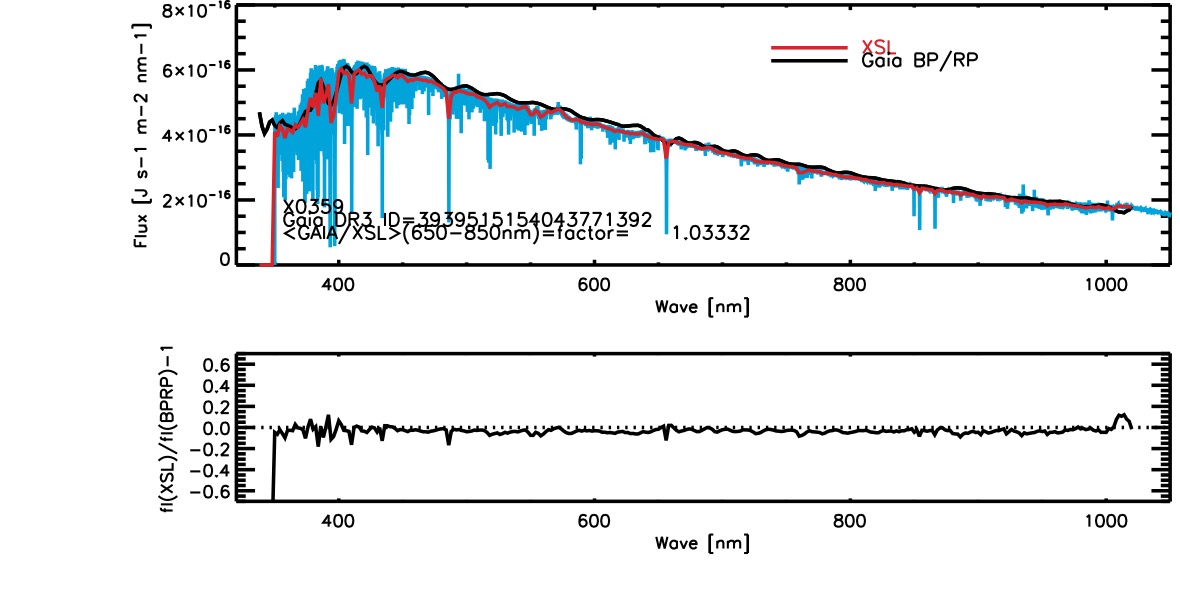 8×10−16
6×10−16
4×10−16
2×10−16
0
Flux [J s−1 m−2 nm−1]
XSL
Gaia BP/RP
X0359
Gaia DR3 ID=3939515154043771392
<GAIA/XSL>(650−850nm)=factor= 1.03332
400 600 800 1000
Wave [nm]
0.6
0.4
0.2
0.0
−0.2
−0.4
−0.6
fl(XSL)/fl(BPRP)−1
400 600 800 1000
Wave [nm]